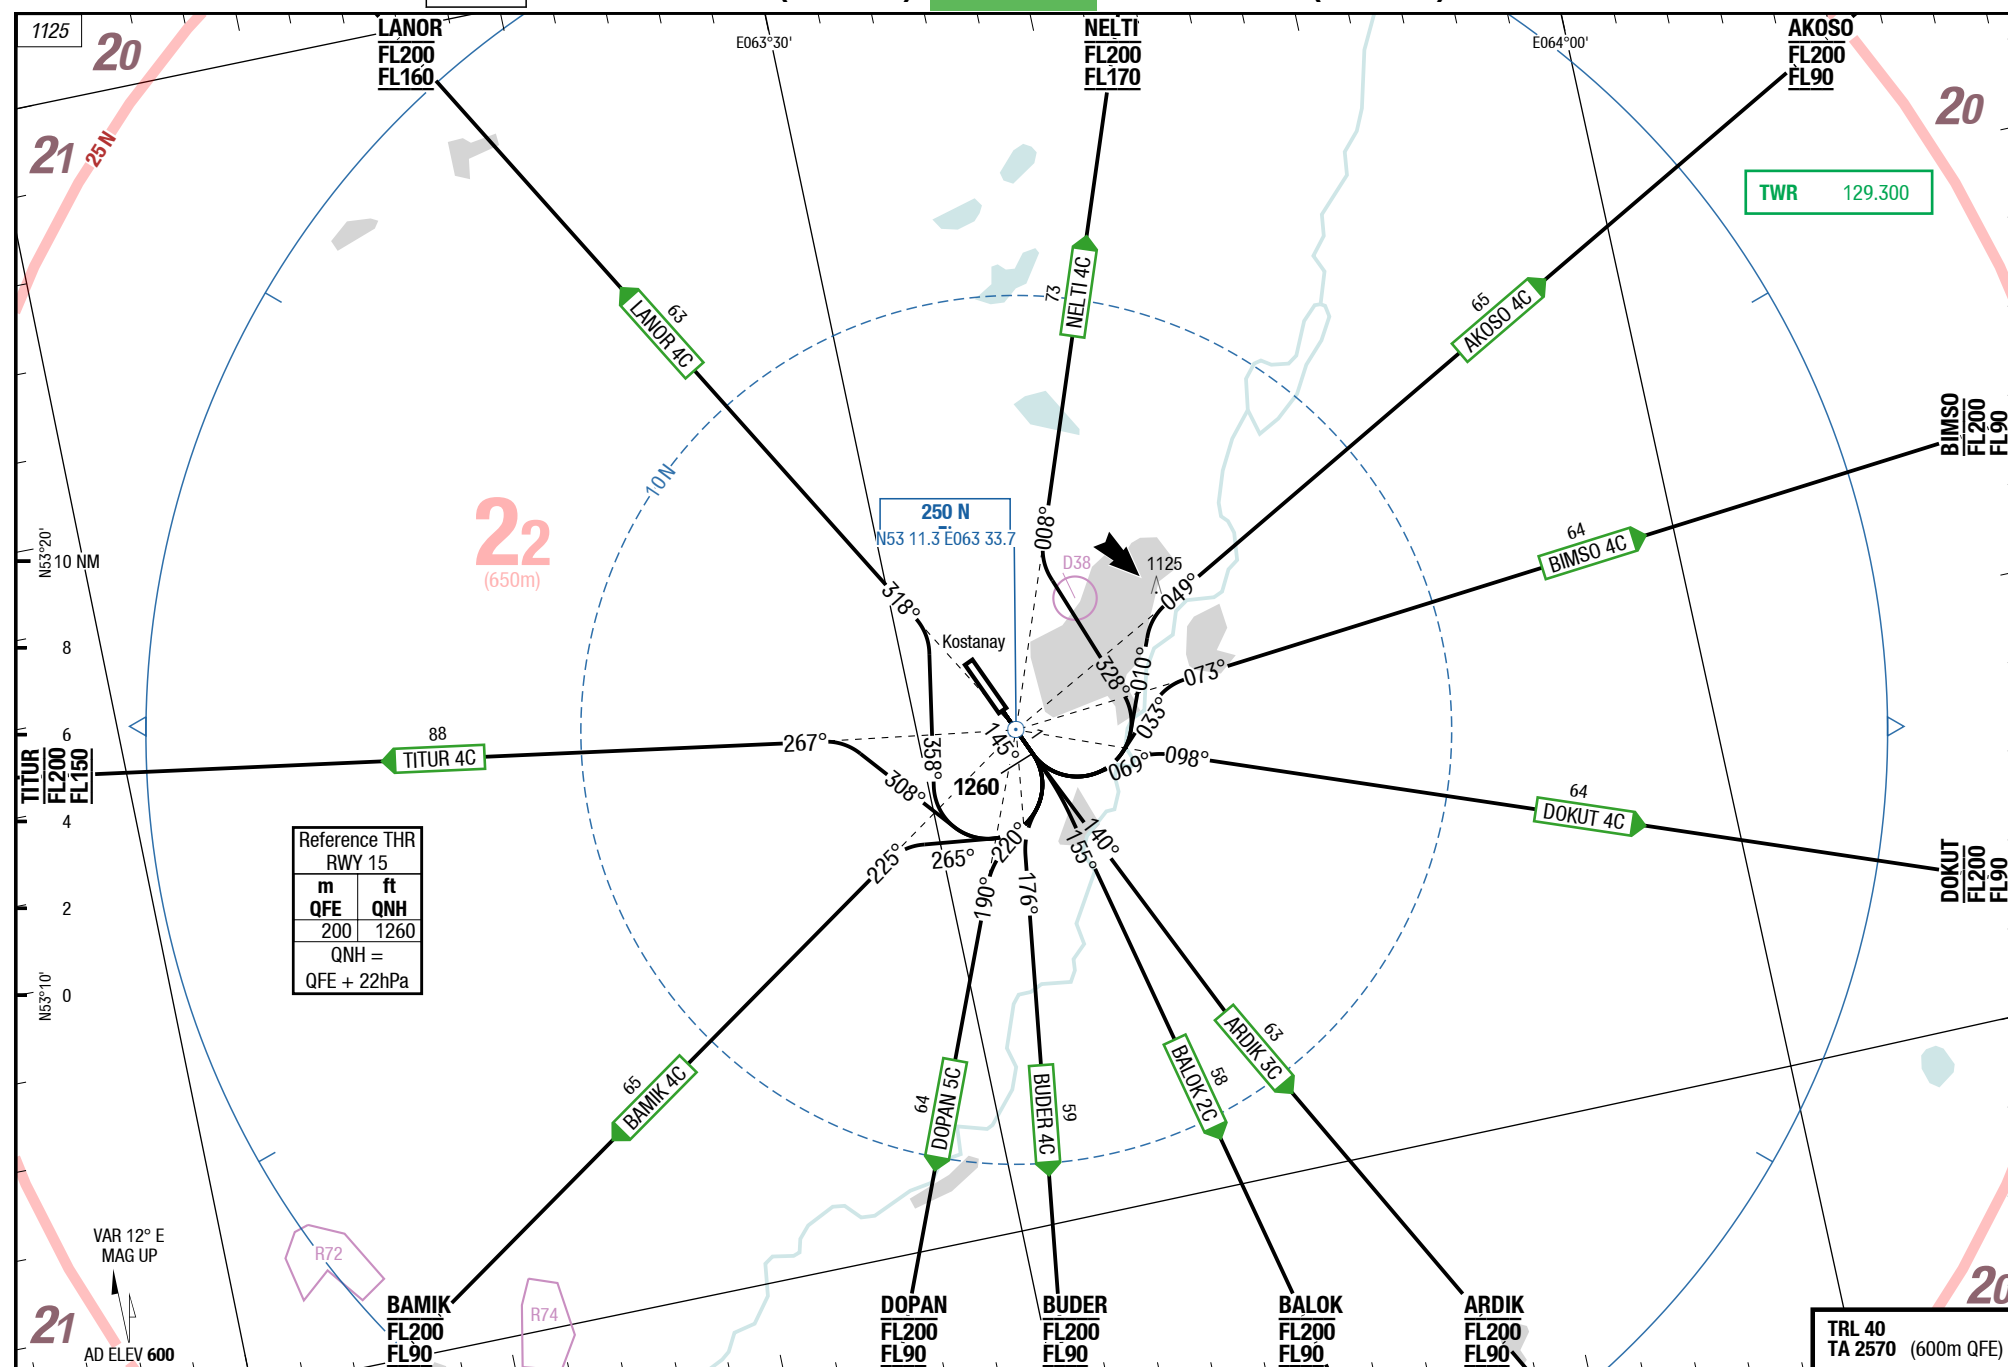 1125
20
21
25 N
LANOR
FL200
FL160
E063°30'
NELTI
FL200
FL170
E064°00'
AKOSO
FL200
FL90
20
TWR 129.300
63
LANOR 4C
73
NELTI 4C
65
AKOSO 4C
BIMSO
FL200
FL90
10 N
22
(650m)
250 N
N53 11.3 E063 33.7
008°
D38
1125
64
BIMSO 4C
N53°20'
10 NM
8
6
4
2
0
N53°10'
318°
049°
Kostanay
328°
010°
073°
033°
TITUR
FL200
FL150
88
TITUR 4C
267°
358°
145°
1260
069°
098°
308°
64
DOKUT 4C
DOKUT
FL200
FL90
140°
155°
220°
225°
265°
190°
176°
Reference THR
RWY 15
m ft
QFE QNH
200 1260
QNH =
QFE + 22hPa
65
BAMIK 4C
64
DOPAN 5C
59
BUDER 4C
58
BALOK 2C
63
ARDIK 3C
R72
R74
VAR 12° E
MAG UP
21
AD ELEV 600
BAMIK
FL200
FL90
DOPAN
FL200
FL90
BUDER
FL200
FL90
BALOK
FL200
FL90
ARDIK
FL200
FL90
20
TRL 40
TA 2570 (600m QFE)